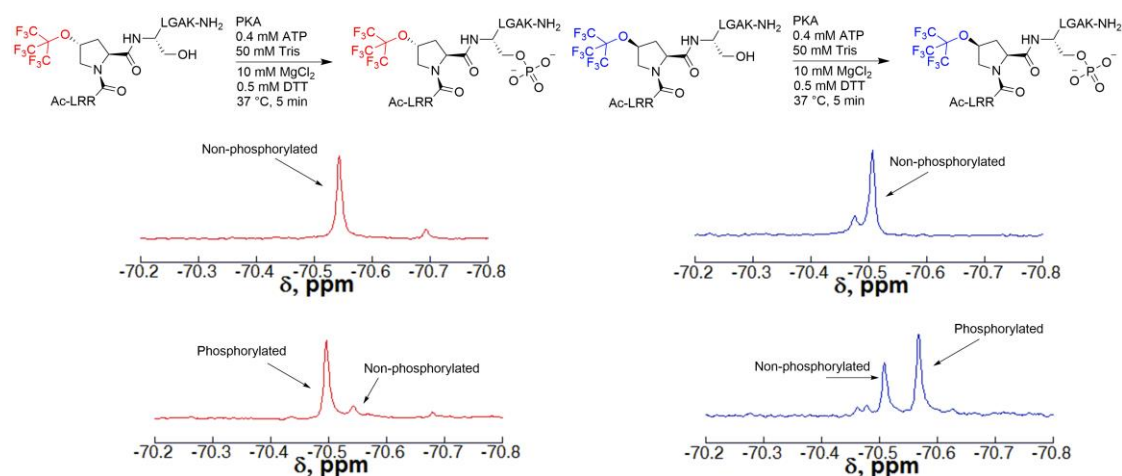 LGAK-NH2
F3C
F3C
F3C
O
HN
OH
O
N
O
Ac-LRR
PKA
0.4 mM ATP
50 mM Tris
10 mM MgCl2
0.5 mM DTT
37 °C, 5 min
LGAK-NH2
F3C
F3C
F3C
O
HN
O
O
P
O-
O-
O
N
O
Ac-LRR
LGAK-NH2
F3C
F3C
F3C
O
HN
OH
O
N
O
Ac-LRR
PKA
0.4 mM ATP
50 mM Tris
10 mM MgCl2
0.5 mM DTT
37 °C, 5 min
LGAK-NH2
F3C
F3C
F3C
O
HN
O
O
P
O-
O-
O
N
O
Ac-LRR
Non-phosphorylated
-70.2 -70.3 -70.4 -70.5 -70.6 -70.7 -70.8
δ, ppm
Non-phosphorylated
-70.2 -70.3 -70.4 -70.5 -70.6 -70.7 -70.8
δ, ppm
Phosphorylated
Non-phosphorylated
-70.2 -70.3 -70.4 -70.5 -70.6 -70.7 -70.8
δ, ppm
Phosphorylated
Non-phosphorylated
-70.2 -70.3 -70.4 -70.5 -70.6 -70.7 -70.8
δ, ppm